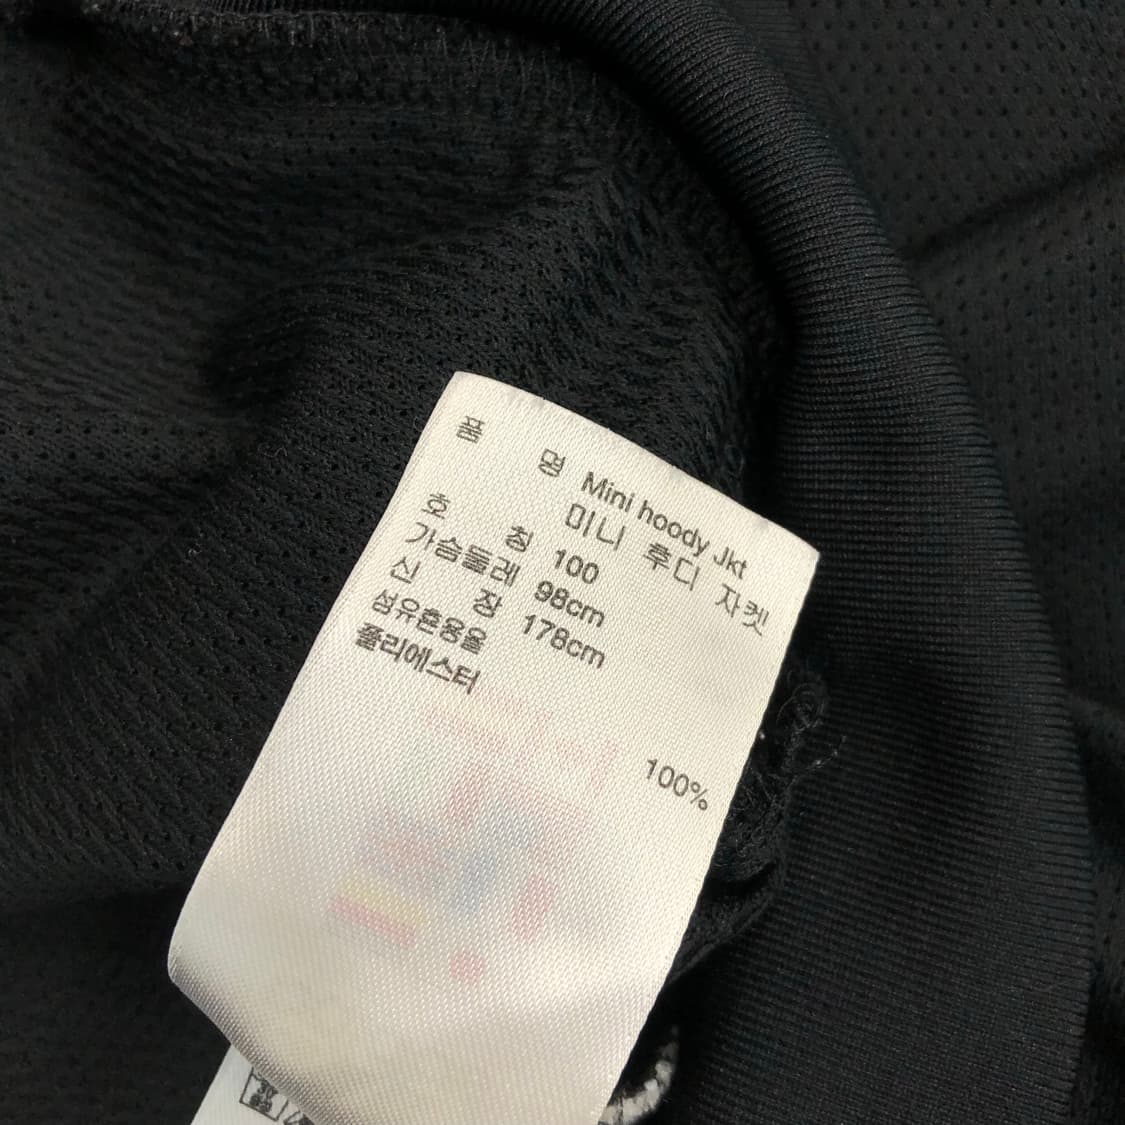 품 명 Mini hoody Jkt
미니 후디 자켓
호 칭 100
가슴둘레 98cm
신 장 178cm
섬유혼용율
폴리에스터 100%